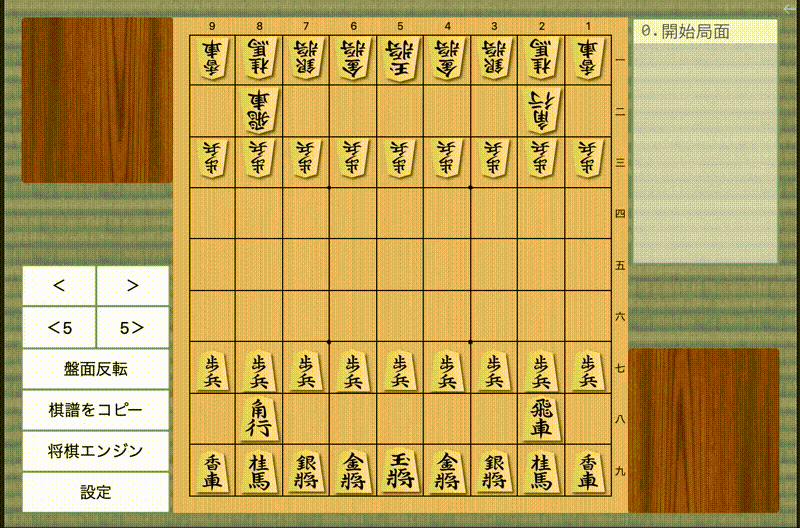 9 8 7 6 5 4 3 2 1
0.開始局面
香車 桂馬 銀将 金将 王将 金将 銀将 桂馬 香車 一
飛車 角行 二
歩兵 歩兵 歩兵 歩兵 歩兵 歩兵 歩兵 歩兵 歩兵 三
四
五
六
歩兵 歩兵 歩兵 歩兵 歩兵 歩兵 歩兵 歩兵 歩兵 七
角行 飛車 八
香車 桂馬 銀将 金将 玉将 金将 銀将 桂馬 香車 九
< >
<5 5>
盤面反転
棋譜をコピー
将棋エンジン
設定